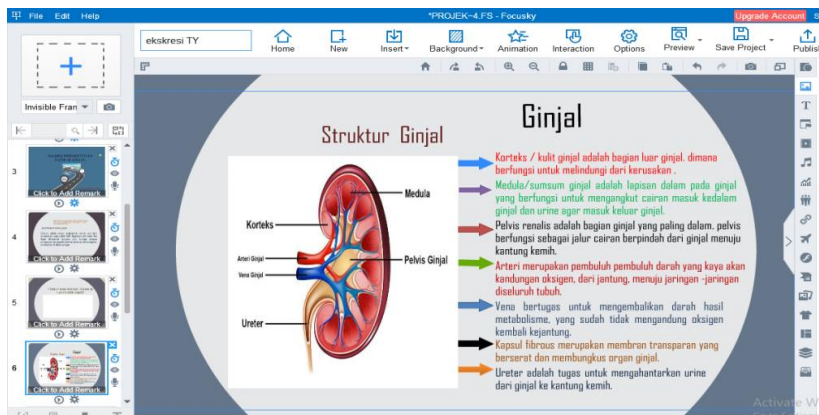 File Edit Help
*PROJEK-4.FS - Focusky
Upgrade Account
ekskresi TY
Home
New
Insert
Background
Animation
Interaction
Options
Preview
Save Project
Publish
Invisible Fran
3
Click to Add Remark
4
Click to Add Remark
5
Click to Add Remark
6
Click to Add Remark
Ginjal
Struktur Ginjal
Medula
Korteks
Arteri Ginjal
Vena Ginjal
Pelvis Ginjal
Ureter
Korteks / kulit ginjal adalah bagian luar ginjal. dimana
berfungsi untuk melindungi dari kerusakan .
Medula/sumsum ginjal adalah lapisan dalam pada ginjal
yang berfungsi untuk mengangkut cairan masuk kedalam
ginjal dan urine agar masuk keluar ginjal.
Pelvis renalis adalah bagian ginjal yang paling dalam. pelvis
berfungsi sebagai jalur cairan berpindah dari ginjal menuju
kantung kemih.
Arteri merupakan pembuluh pembuluh darah yang kaya akan
kandungan oksigen, dari jantung, menuju jaringan -jaringan
diseluruh tubuh.
Vena bertugas untuk mengembalikan darah hasil
metabolisme, yang sudah tidak mengandung oksigen
kembali kejantung.
Kapsul fibrous merupakan membran transparan yang
berserat dan membungkus organ ginjal.
Ureter adalah tugas untuk mengahantarkan urine
dari ginjal ke kantung kemih.
Activate W